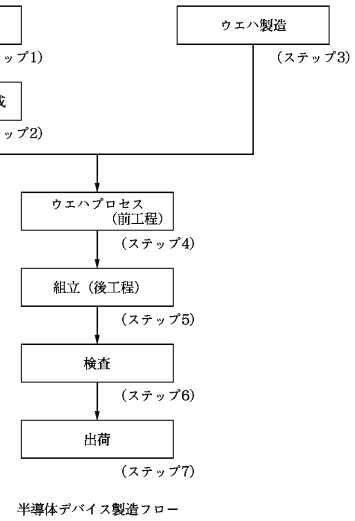 ウエハ製造
ップ1)
(ステップ3)
成
ップ2)
ウエハプロセス
(前工程)
(ステップ4)
組立(後工程)
(ステップ5)
検査
(ステップ6)
出荷
(ステップ7)
半導体デバイス製造フロー